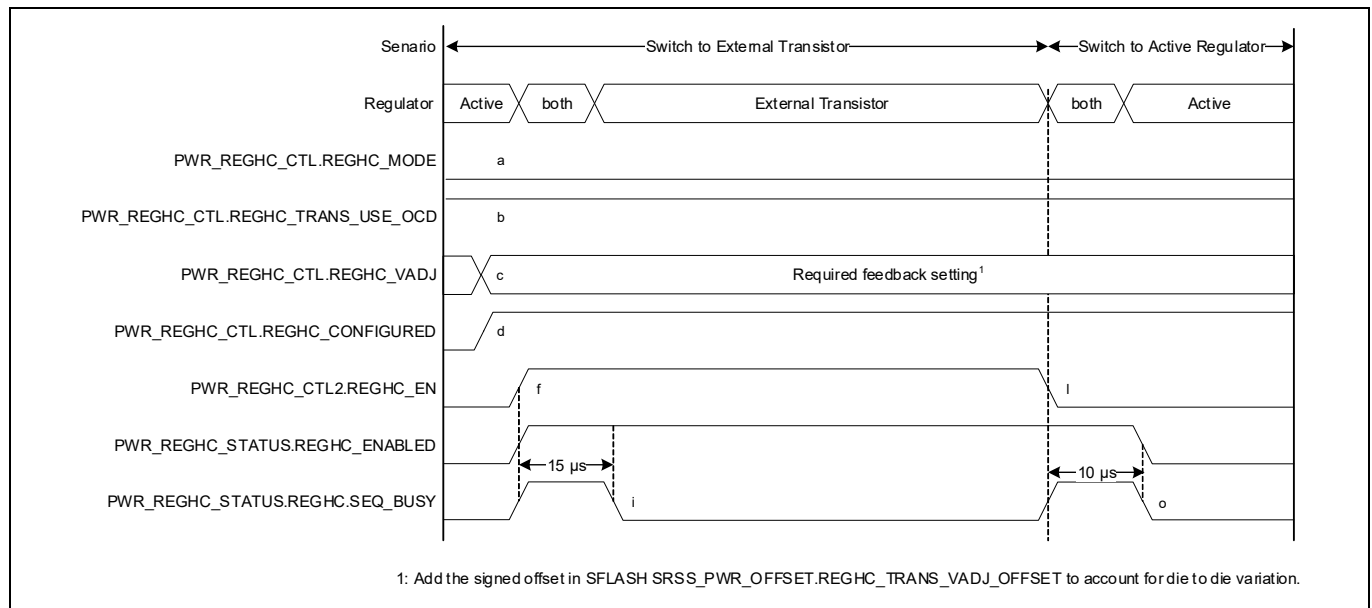 Senario Switch to External Transistor Switch to Active Regulator
Regulator Active both External Transistor both Active
PWR_REGHC_CTL.REGHC_MODE a
PWR_REGHC_CTL.REGHC_TRANS_USE_OCD b
PWR_REGHC_CTL.REGHC_VADJ c Required feedback setting¹
PWR_REGHC_CTL.REGHC_CONFIGURED d
PWR_REGHC_CTL2.REGHC_EN f l
PWR_REGHC_STATUS.REGHC_ENABLED
15 µs 10 µs
PWR_REGHC_STATUS.REGHC.SEQ_BUSY i o
1: Add the signed offset in SFLASH SRSS_PWR_OFFSET.REGHC_TRANS_VADJ_OFFSET to account for die to die variation.